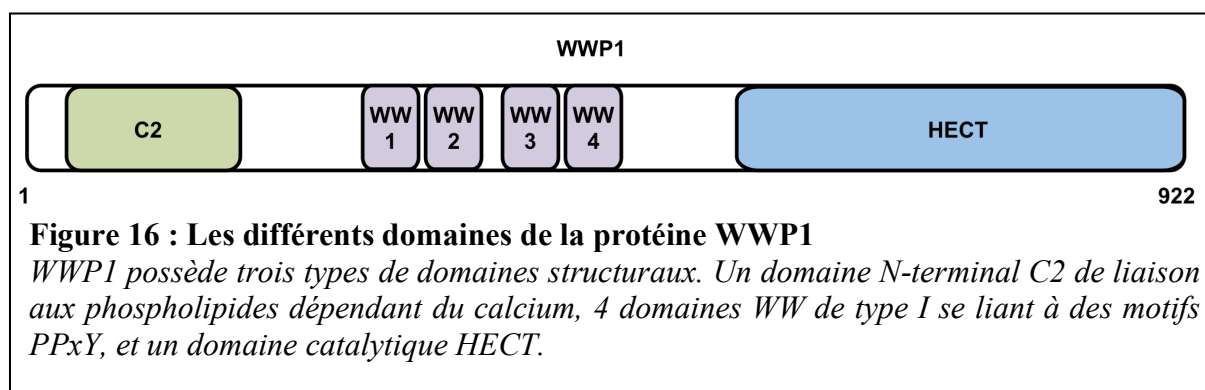 WWP1
C2
WW
1
WW
2
WW
3
WW
4
HECT
1
922
Figure 16 : Les différents domaines de la protéine WWP1
WWP1 possède trois types de domaines structuraux. Un domaine N-terminal C2 de liaison
aux phospholipides dépendant du calcium, 4 domaines WW de type I se liant à des motifs
PPxY, et un domaine catalytique HECT.